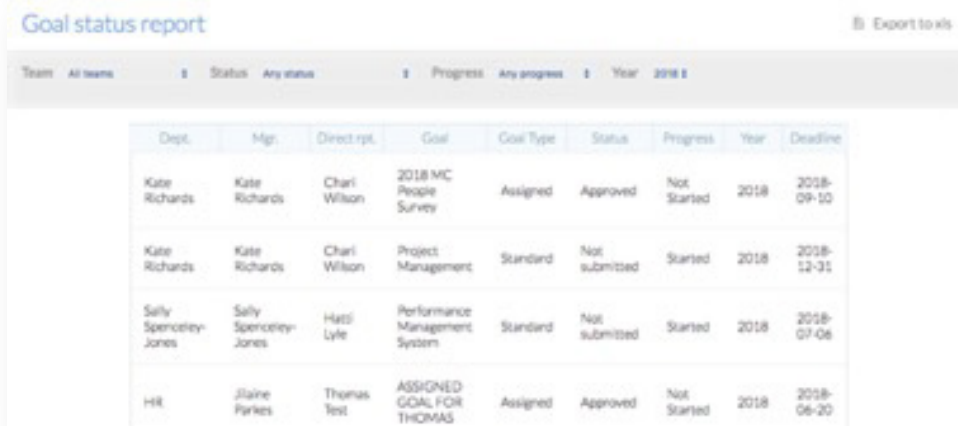 Goal status report
Export to xls
Team All teams Status Any status Progress Any progress Year 2018
Dept. Mgr. Direct rpt. Goal Goal Type Status Progress Year Deadline
Kate Richards Kate Richards Charl Wilson 2018 MC People Survey Assigned Approved Not Started 2018 2018-09-10
Kate Richards Kate Richards Charl Wilson Project Management Standard Not submitted Started 2018 2018-12-31
Sally Spenceley-Jones Sally Spenceley-Jones Hatti Lyle Performance Management System Standard Not submitted Started 2018 2018-07-06
HR Jilaine Parkes Thomas Test ASSIGNED GOAL FOR THOMAS Assigned Approved Not Started 2018 2018-06-20